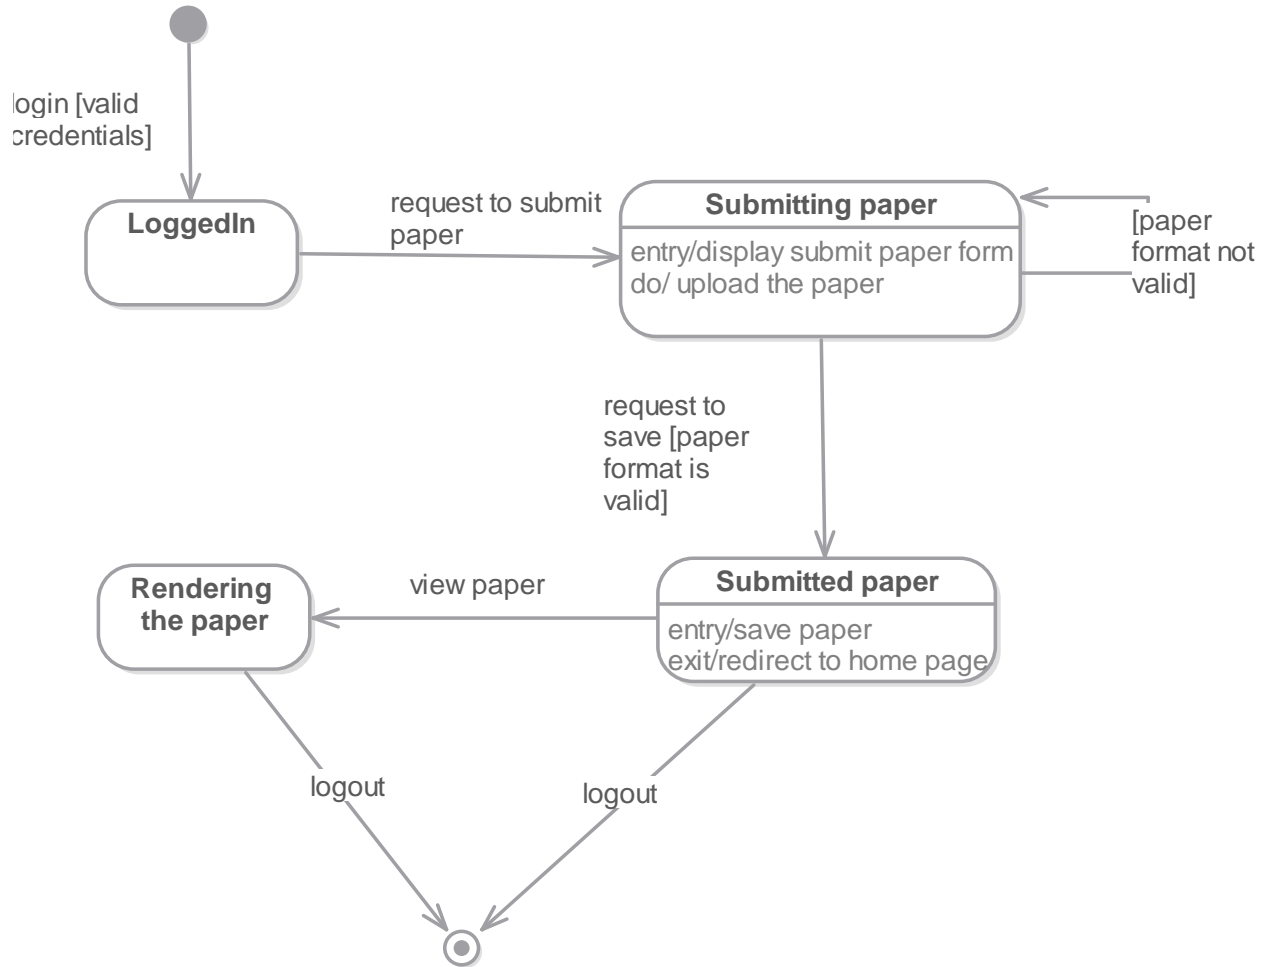 login [valid
credentials]
LoggedIn
request to submit
paper
Submitting paper
entry/display submit paper form
do/ upload the paper
[paper
format not
valid]
request to
save [paper
format is
valid]
Rendering
the paper
view paper
Submitted paper
entry/save paper
exit/redirect to home page
logout
logout